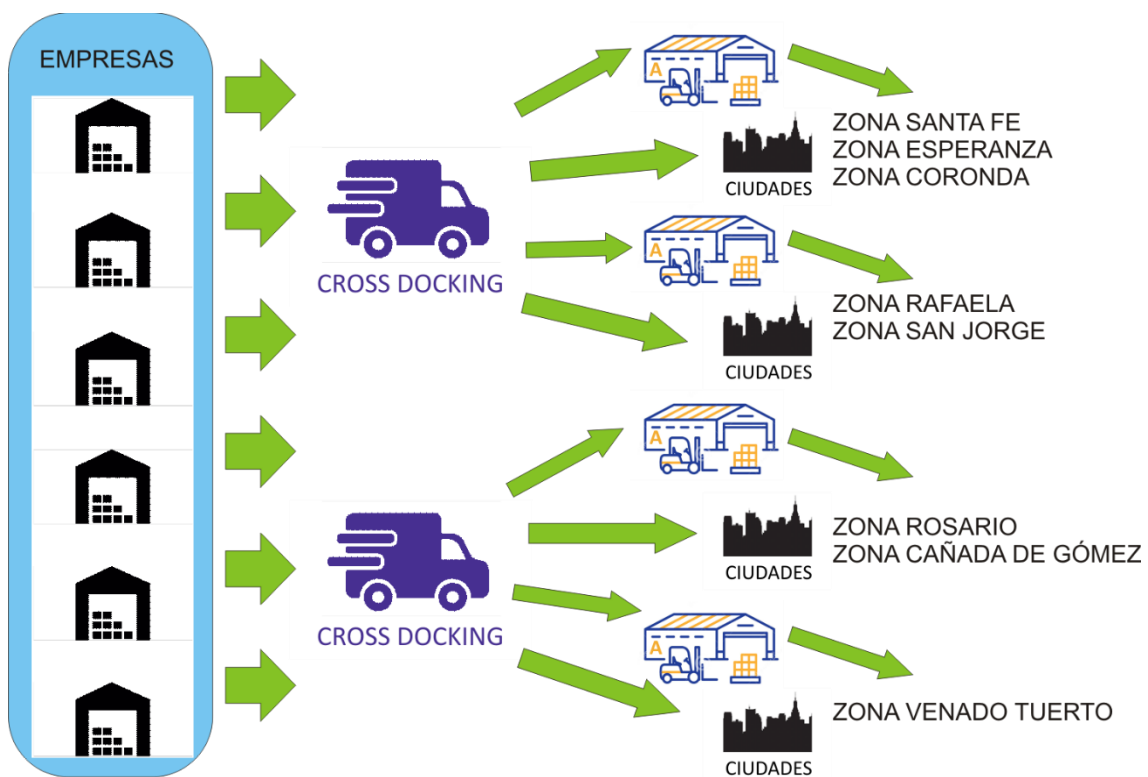 EMPRESAS
A
ZONA SANTA FE
ZONA ESPERANZA
ZONA CORONDA
CIUDADES
CROSS DOCKING
A
ZONA RAFAELA
ZONA SAN JORGE
CIUDADES
A
ZONA ROSARIO
ZONA CAÑADA DE GÓMEZ
CIUDADES
CROSS DOCKING
A
ZONA VENADO TUERTO
CIUDADES